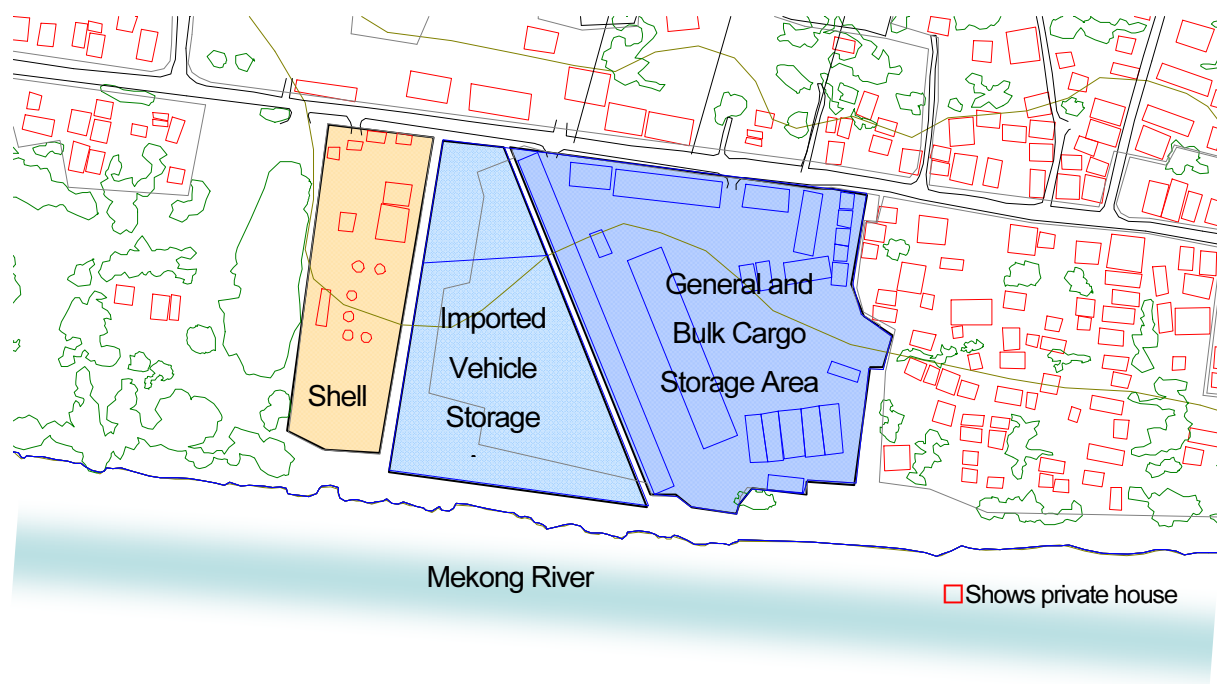 General and
Bulk Cargo
Storage Area
Imported
Vehicle
Storage
-
Shell
Mekong River
Shows private house